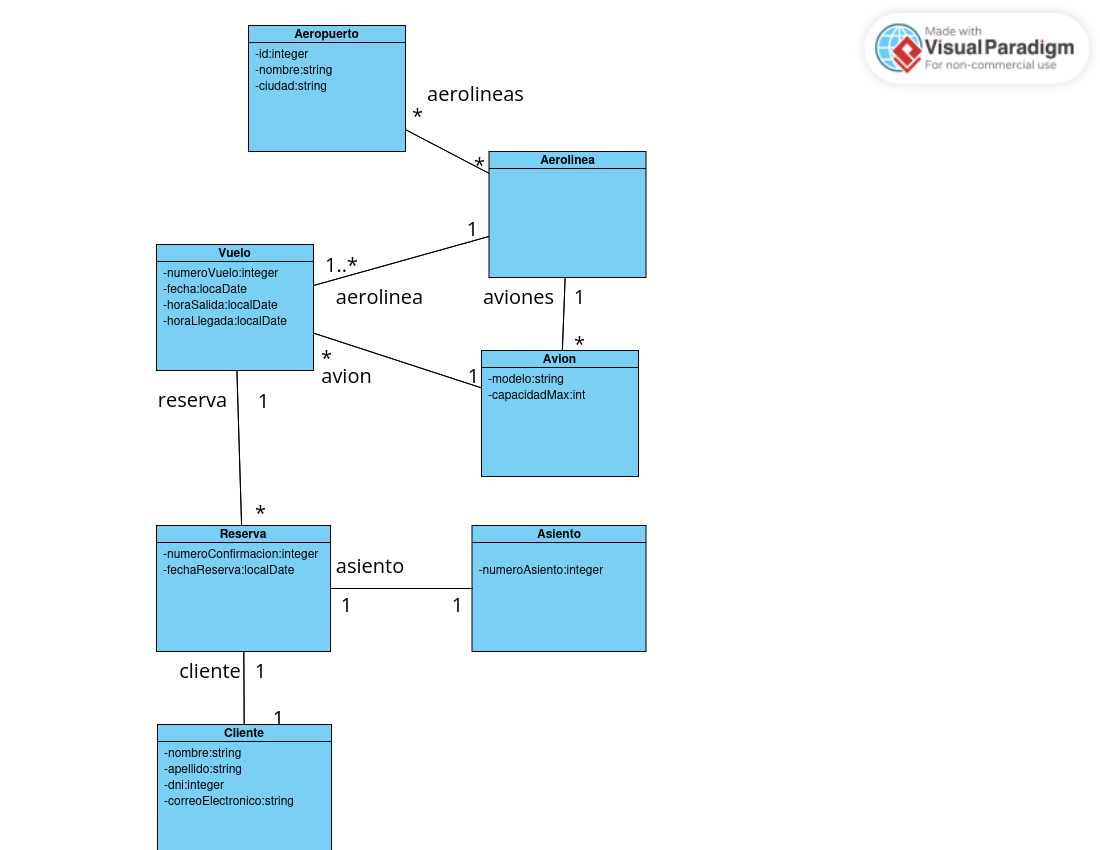 Made with
Visual Paradigm
For non-commercial use
Aeropuerto
-id:integer
-nombre:string
-ciudad:string
aerolineas
*
*
Aerolinea
1
Vuelo
-numeroVuelo:integer
-fecha:locaDate
-horaSalida:localDate
-horaLlegada:localDate
1..*
aerolinea
aviones
1
*
Avion
-modelo:string
-capacidadMax:int
*
avion
1
reserva
1
*
Reserva
-numeroConfirmacion:integer
-fechaReserva:localDate
asiento
1
1
Asiento
-numeroAsiento:integer
cliente
1
1
Cliente
-nombre:string
-apellido:string
-dni:integer
-correoElectronico:string